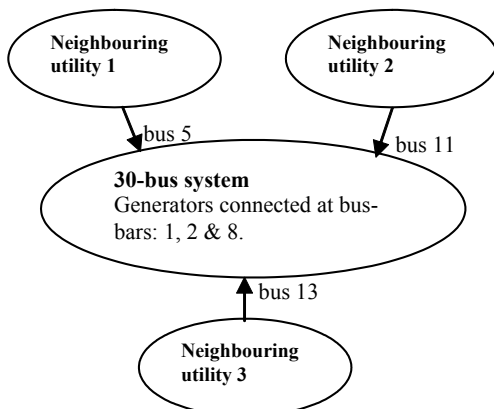 Neighbouring
utility 1
Neighbouring
utility 2
bus 5
bus 11
30-bus system
Generators connected at bus-
bars: 1, 2 & 8.
bus 13
Neighbouring
utility 3